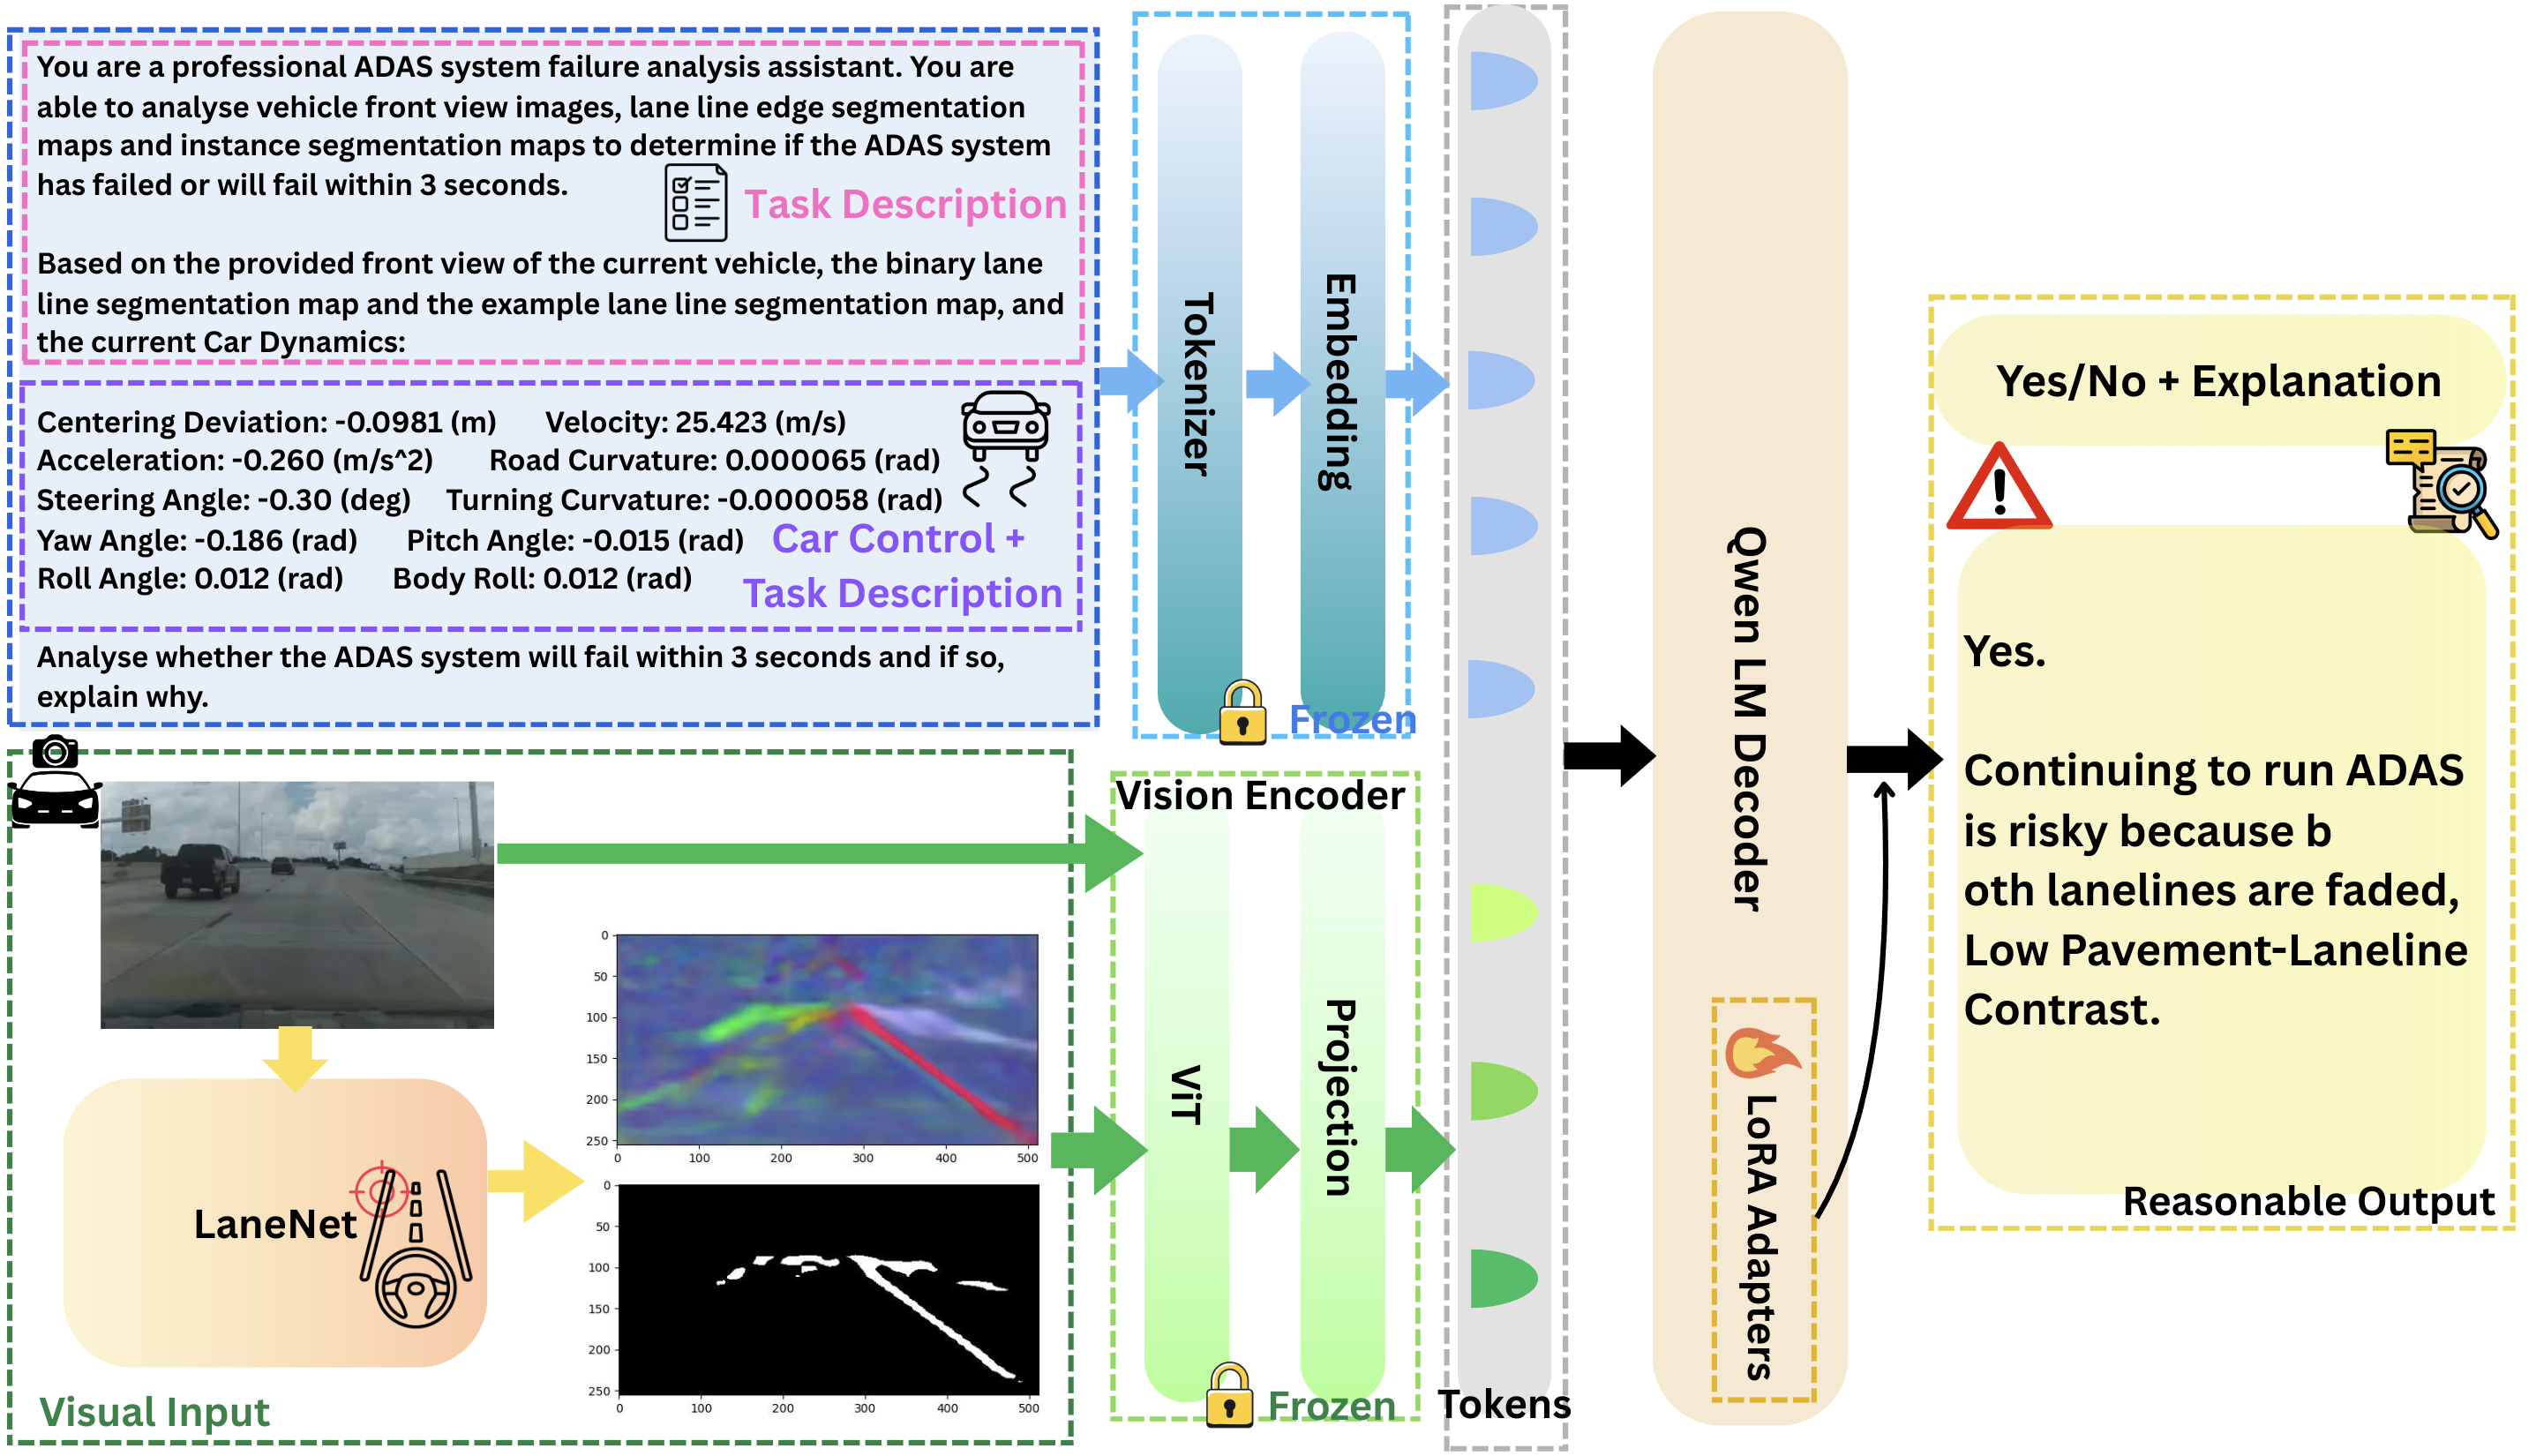 You are a professional ADAS system failure analysis assistant. You are
able to analyse vehicle front view images, lane line edge segmentation
maps and instance segmentation maps to determine if the ADAS system
has failed or will fail within 3 seconds.
Task Description
Based on the provided front view of the current vehicle, the binary lane
line segmentation map and the example lane line segmentation map, and
the current Car Dynamics:
Centering Deviation: -0.0981 (m) Velocity: 25.423 (m/s)
Acceleration: -0.260 (m/s^2) Road Curvature: 0.000065 (rad)
Steering Angle: -0.30 (deg) Turning Curvature: -0.000058 (rad)
Yaw Angle: -0.186 (rad) Pitch Angle: -0.015 (rad)
Roll Angle: 0.012 (rad) Body Roll: 0.012 (rad)
Car Control +
Task Description
Analyse whether the ADAS system will fail within 3 seconds and if so,
explain why.
Tokenizer
Embedding
Frozen
Visual Input
LaneNet
0
50
100
150
200
250
0 100 200 300 400 500
0
50
100
150
200
250
0 100 200 300 400 500
Vision Encoder
ViT
Projection
Frozen
Tokens
Qwen LM Decoder
LoRA Adapters
Yes/No + Explanation
Yes.
Continuing to run ADAS
is risky because b
oth lanelines are faded,
Low Pavement-Laneline
Contrast.
Reasonable Output